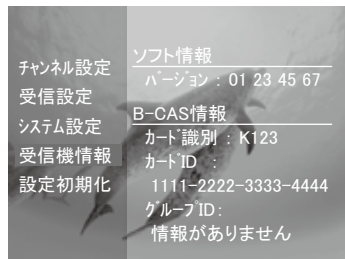 チャンネル設定
受信設定
システム設定
受信機情報
設定初期化
ソフト情報
バージョン : 01 23 45 67
B-CAS情報
カード識別 : K123
カードID :
1111-2222-3333-4444
グループID:
情報がありません